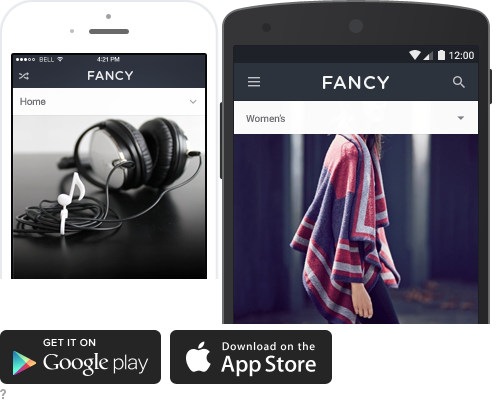 BELL 4:21 PM
FANCY
Home
12:00
FANCY
Women's
GET IT ON
Google play
Download on the
App Store
?